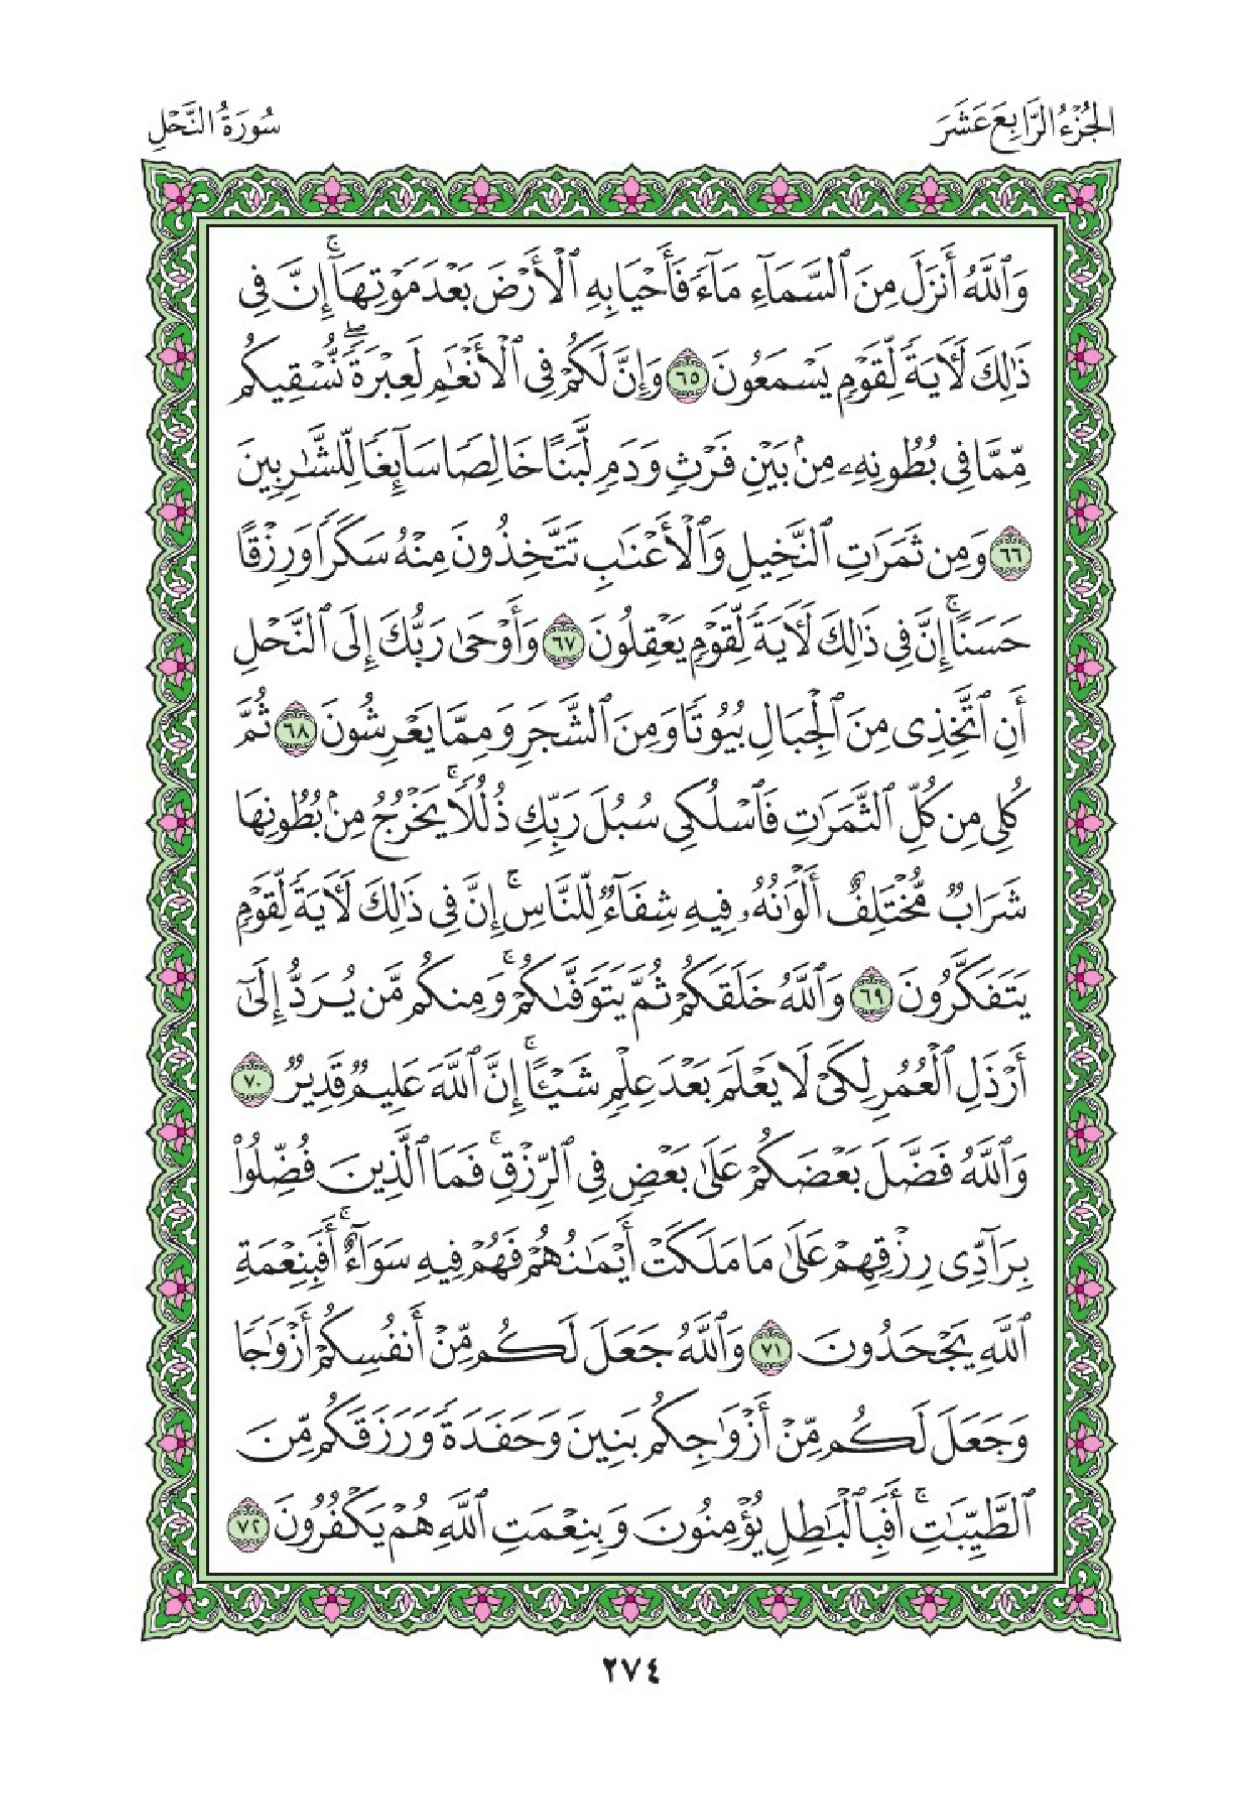 الجُزْءُ الرَّابِعَ عَشَرَ
سُورَةُ النَّحْلِ
وَٱللَّهُ أَنزَلَ مِنَ ٱلسَّمَآءِ مَآءً فَأَحْيَا بِهِ ٱلْأَرْضَ بَعْدَ مَوْتِهَآ ۚ إِنَّ فِى
ذَٰلِكَ لَـَٔايَةً لِّقَوْمٍ يَسْمَعُونَ ٦٥ وَإِنَّ لَكُمْ فِى ٱلْأَنْعَـٰمِ لَعِبْرَةً ۖ نُّسْقِيكُم
مِّمَّا فِى بُطُونِهِۦ مِنۢ بَيْنِ فَرْثٍ وَدَمٍ لَّبَنًا خَالِصًا سَآئِغًا لِّلشَّـٰرِبِينَ
٦٦ وَمِن ثَمَرَٰتِ ٱلنَّخِيلِ وَٱلْأَعْنَـٰبِ تَتَّخِذُونَ مِنْهُ سَكَرًا وَرِزْقًا
حَسَنًا ۗ إِنَّ فِى ذَٰلِكَ لَـَٔايَةً لِّقَوْمٍ يَعْقِلُونَ ٦٧ وَأَوْحَىٰ رَبُّكَ إِلَى ٱلنَّحْلِ
أَنِ ٱتَّخِذِى مِنَ ٱلْجِبَالِ بُيُوتًا وَمِنَ ٱلشَّجَرِ وَمِمَّا يَعْرِشُونَ ٦٨ ثُمَّ
كُلِى مِن كُلِّ ٱلثَّمَرَٰتِ فَٱسْلُكِى سُبُلَ رَبِّكِ ذُلُلًا ۚ يَخْرُجُ مِنۢ بُطُونِهَا
شَرَابٌ مُّخْتَلِفٌ أَلْوَٰنُهُۥ فِيهِ شِفَآءٌ لِّلنَّاسِ ۚ إِنَّ فِى ذَٰلِكَ لَـَٔايَةً لِّقَوْمٍ
يَتَفَكَّرُونَ ٦٩ وَٱللَّهُ خَلَقَكُمْ ثُمَّ يَتَوَفَّىٰكُمْ ۚ وَمِنكُم مَّن يُرَدُّ إِلَىٰٓ
أَرْذَلِ ٱلْعُمُرِ لِكَىْ لَا يَعْلَمَ بَعْدَ عِلْمٍ شَيْـًٔا ۚ إِنَّ ٱللَّهَ عَلِيمٌ قَدِيرٌ ٧٠
وَٱللَّهُ فَضَّلَ بَعْضَكُمْ عَلَىٰ بَعْضٍ فِى ٱلرِّزْقِ ۚ فَمَا ٱلَّذِينَ فُضِّلُوا۟
بِرَآدِّى رِزْقِهِمْ عَلَىٰ مَا مَلَكَتْ أَيْمَـٰنُهُمْ فَهُمْ فِيهِ سَوَآءٌ ۚ أَفَبِنِعْمَةِ
ٱللَّهِ يَجْحَدُونَ ٧١ وَٱللَّهُ جَعَلَ لَكُم مِّنْ أَنفُسِكُمْ أَزْوَٰجًا
وَجَعَلَ لَكُم مِّنْ أَزْوَٰجِكُم بَنِينَ وَحَفَدَةً وَرَزَقَكُم مِّنَ
ٱلطَّيِّبَـٰتِ ۚ أَفَبِٱلْبَـٰطِلِ يُؤْمِنُونَ وَبِنِعْمَتِ ٱللَّهِ هُمْ يَكْفُرُونَ ٧٢
٢٧٤